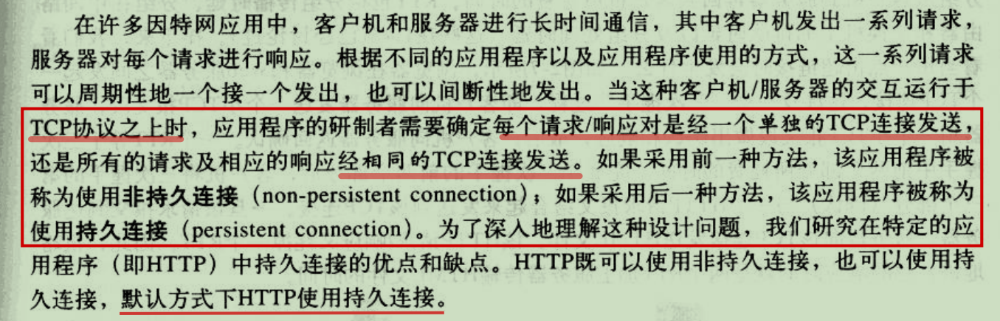 在许多因特网应用中，客户机和服务器进行长时间通信，其中客户机发出一系列请求，
服务器对每个请求进行响应。根据不同的应用程序以及应用程序使用的方式，这一系列请求
可以周期性地一个接一个发出，也可以间断性地发出。当这种客户机/服务器的交互运行于
TCP协议之上时，应用程序的研制者需要确定每个请求/响应对是经一个单独的TCP连接发送，
还是所有的请求及相应的响应经相同的TCP连接发送。如果采用前一种方法，该应用程序被
称为使用非持久连接（non-persistent connection）；如果采用后一种方法，该应用程序被称为
使用持久连接（persistent connection）。为了深入地理解这种设计问题，我们研究在特定的应
用程序（即HTTP）中持久连接的优点和缺点。HTTP既可以使用非持久连接，也可以使用持
久连接，默认方式下HTTP使用持久连接。